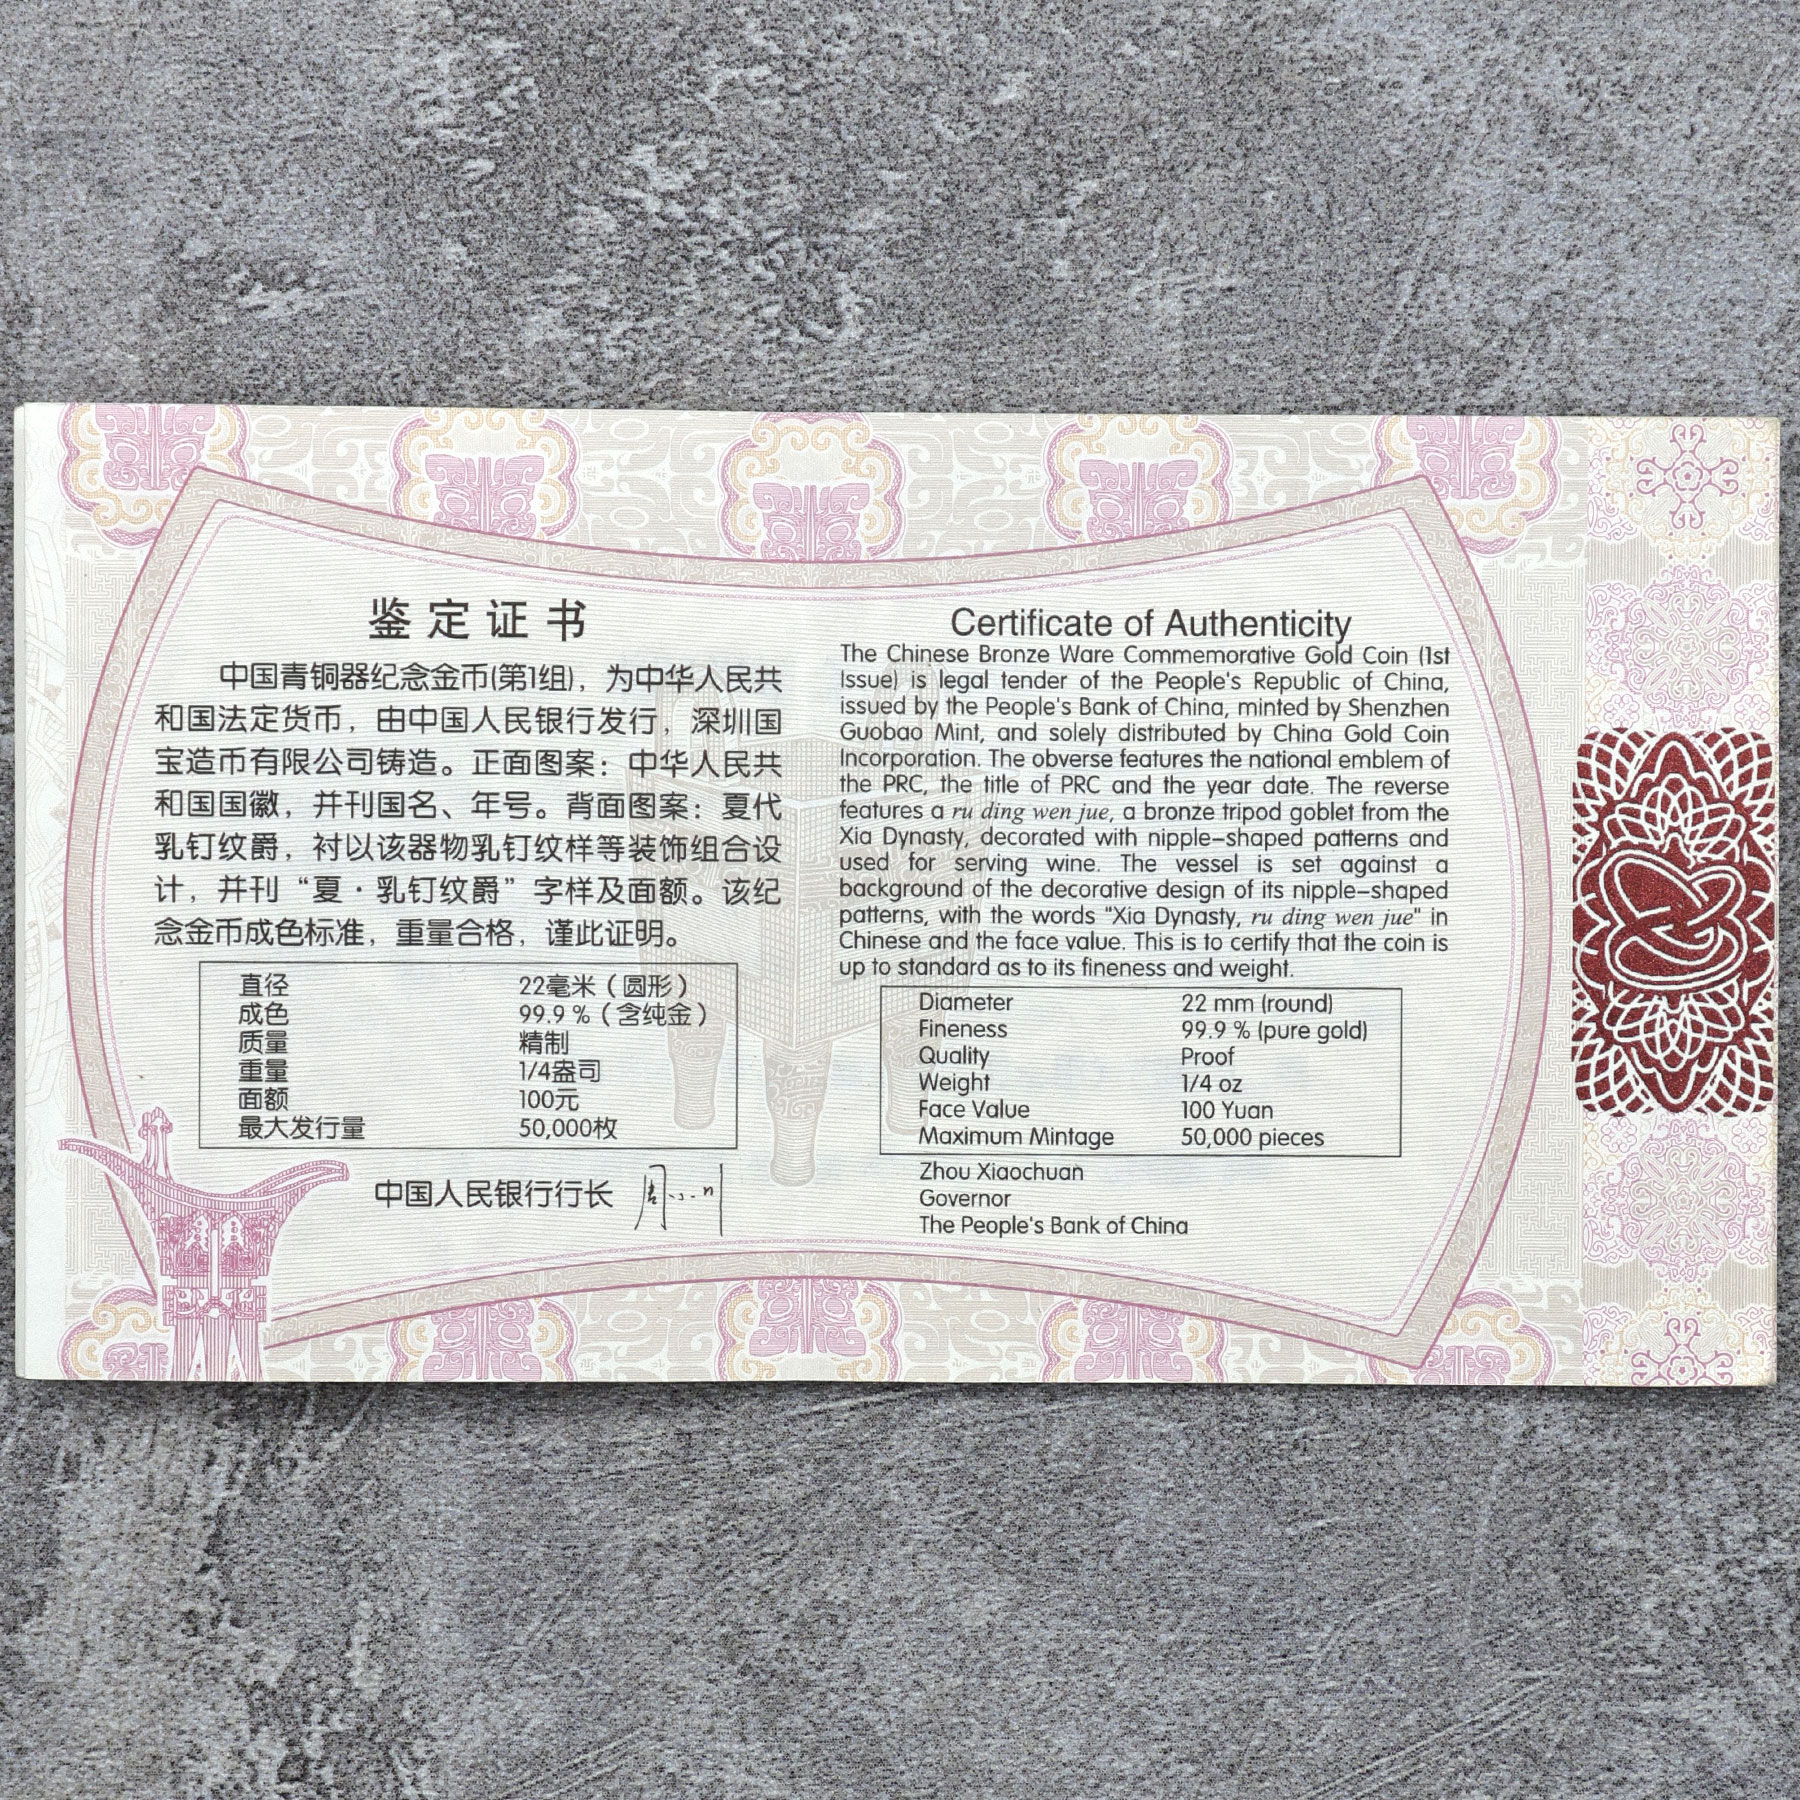 鉴定证书
中国青铜器纪念金币(第1组)，为中华人民共
和国法定货币，由中国人民银行发行，深圳国
宝造币有限公司铸造。正面图案：中华人民共
和国国徽，并刊国名、年号。背面图案：夏代
乳钉纹爵，衬以该器物乳钉纹样等装饰组合设
计，并刊“夏·乳钉纹爵”字样及面额。该纪
念金币成色标准，重量合格，谨此证明。
直径 22毫米（圆形）
成色 99.9％（含纯金）
质量 精制
重量 1/4盎司
面额 100元
最大发行量 50,000枚
中国人民银行行长 周小川
Certificate of Authenticity
The Chinese Bronze Ware Commemorative Gold Coin (1st
Issue) is legal tender of the People's Republic of China,
issued by the People's Bank of China, minted by Shenzhen
Guobao Mint, and solely distributed by China Gold Coin
Incorporation. The obverse features the national emblem of
the PRC, the title of PRC and the year date. The reverse
features a ru ding wen jue, a bronze tripod goblet from the
Xia Dynasty, decorated with nipple-shaped patterns and
used for serving wine. The vessel is set against a
background of the decorative design of its nipple-shaped
patterns, with the words "Xia Dynasty, ru ding wen jue" in
Chinese and the face value. This is to certify that the coin is
up to standard as to its fineness and weight.
Diameter 22 mm (round)
Fineness 99.9 % (pure gold)
Quality Proof
Weight 1/4 oz
Face Value 100 Yuan
Maximum Mintage 50,000 pieces
Zhou Xiaochuan
Governor
The People's Bank of China